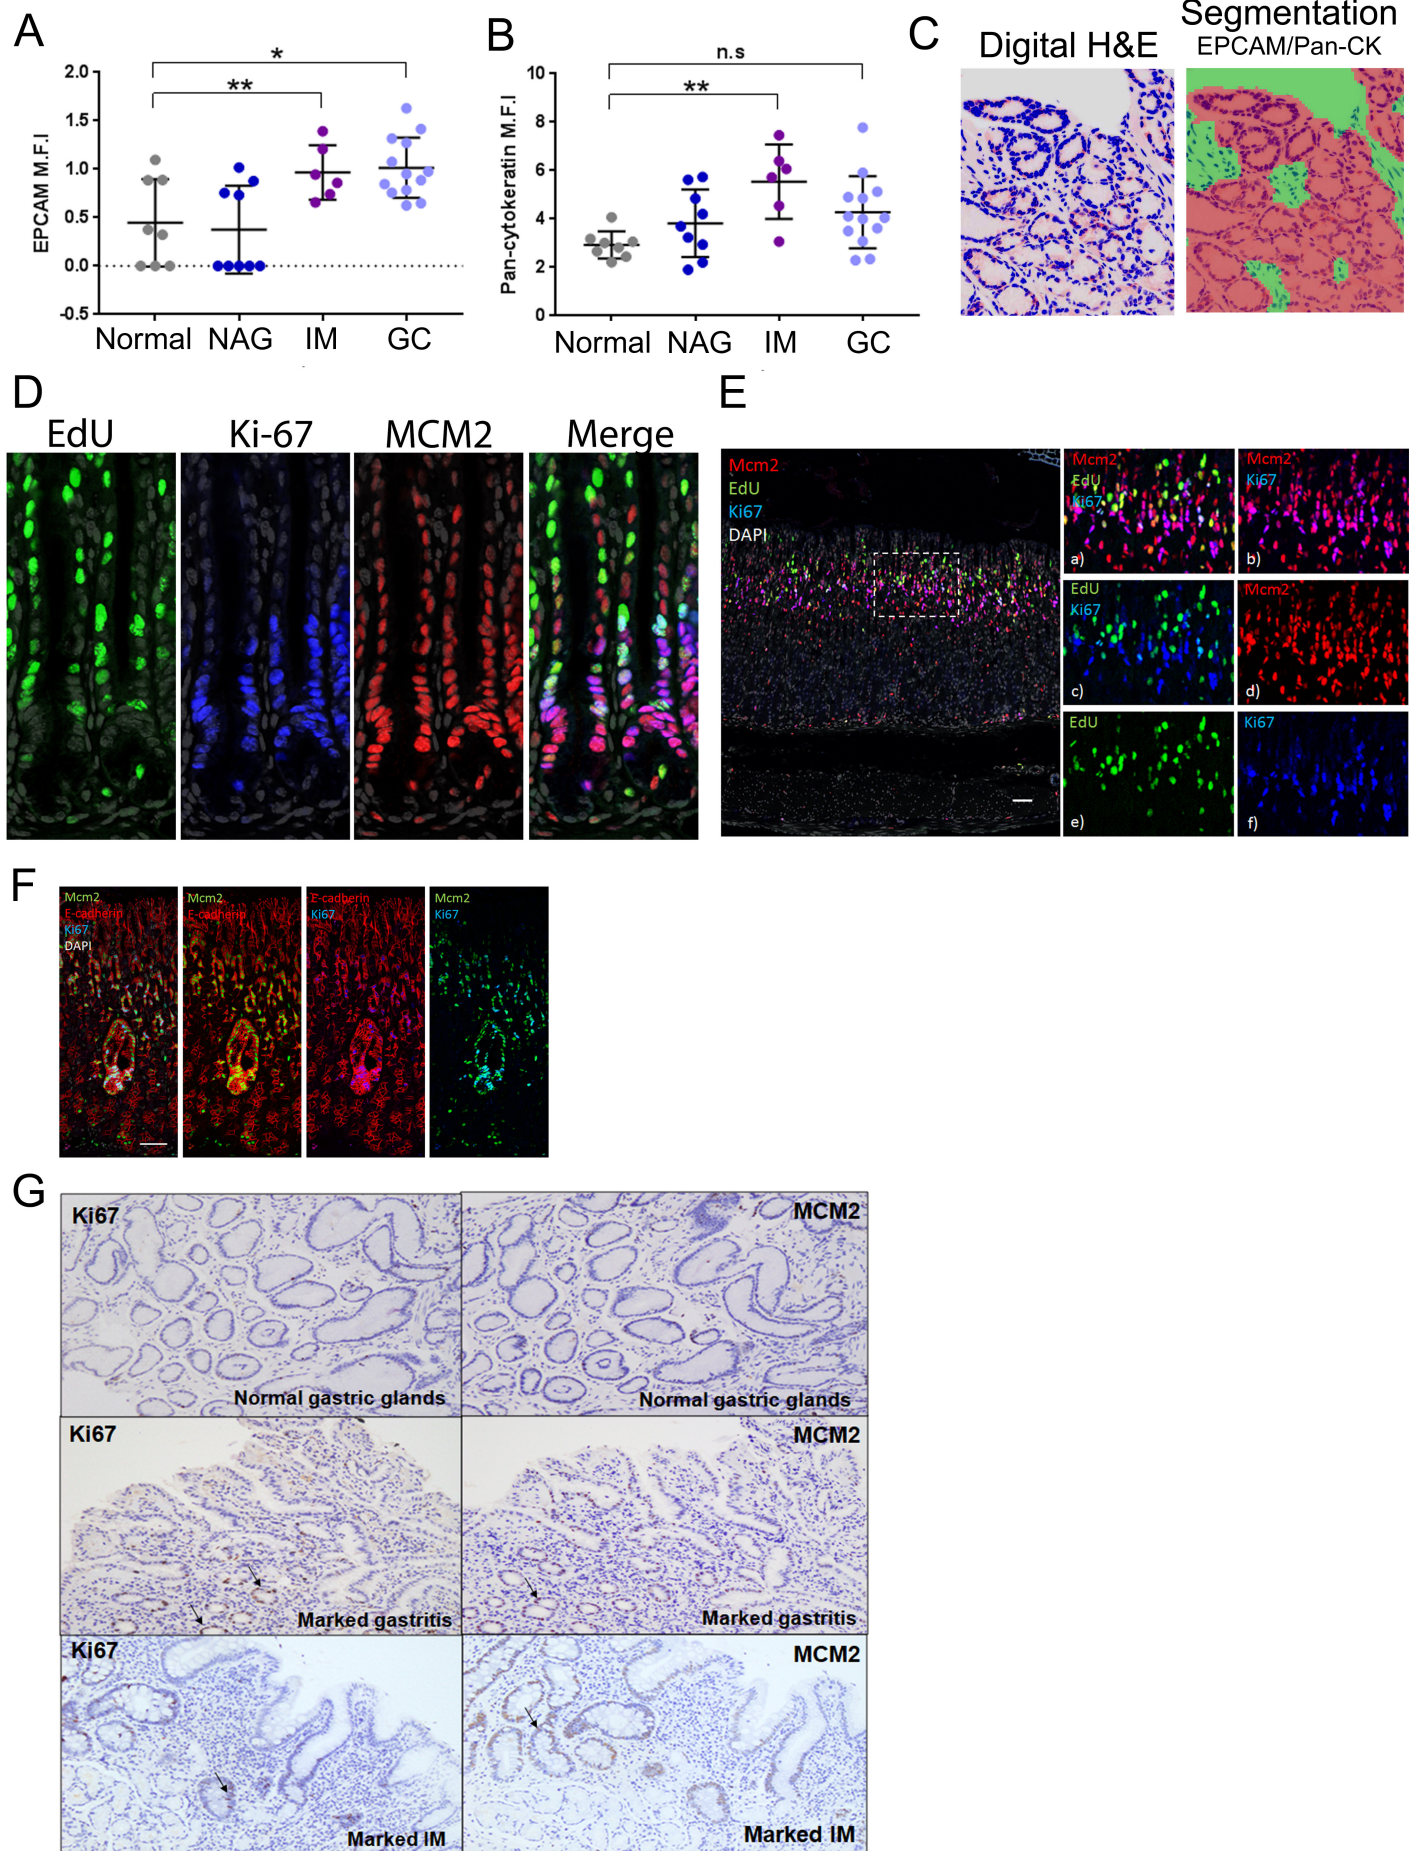 A
EPCAM M.F.I
2.0
1.5
1.0
0.5
0.0
-0.5
*
**
Normal
NAG
IM
GC
B
Pan-cytokeratin M.F.I
10
8
6
4
2
0
n.s
**
Normal
NAG
IM
GC
C
Digital H&E
Segmentation
EPCAM/Pan-CK
D
EdU
Ki-67
MCM2
Merge
E
Mcm2
EdU
Ki67
DAPI
Mcm2
EdU
Ki67
a)
Mcm2
Ki67
b)
EdU
Ki67
c)
Mcm2
d)
EdU
e)
Ki67
f)
F
Mcm2
E-cadherin
Ki67
DAPI
Mcm2
E-cadherin
E-cadherin
Ki67
Mcm2
Ki67
G
Ki67
Normal gastric glands
MCM2
Normal gastric glands
Ki67
Marked gastritis
MCM2
Marked gastritis
Ki67
Marked IM
MCM2
Marked IM